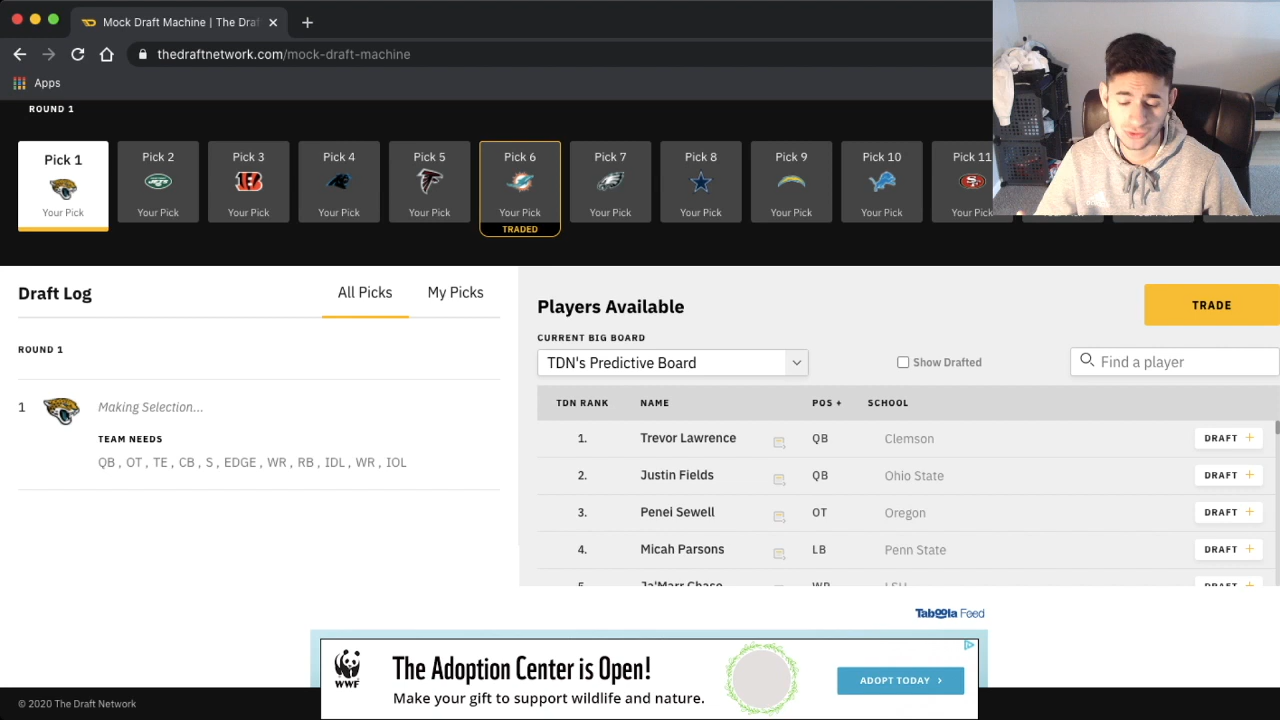 Mock Draft Machine | The Draf
thedraftnetwork.com/mock-draft-machine
Apps
ROUND 1
Pick 1 Pick 2 Pick 3 Pick 4 Pick 5 Pick 6 Pick 7 Pick 8 Pick 9 Pick 10 Pick 11
Your Pick Your Pick Your Pick Your Pick Your Pick Your Pick Your Pick Your Pick Your Pick Your Pick Your Pick
TRADED
Draft Log
All Picks My Picks
ROUND 1
1 Making Selection...
TEAM NEEDS
QB , OT , TE , CB , S , EDGE , WR , RB , IDL , WR , IOL
Players Available
TRADE
CURRENT BIG BOARD
TDN's Predictive Board
Show Drafted
Find a player
TDN RANK NAME POS + SCHOOL
1. Trevor Lawrence QB Clemson DRAFT +
2. Justin Fields QB Ohio State DRAFT +
3. Penei Sewell OT Oregon DRAFT +
4. Micah Parsons LB Penn State DRAFT +
5. Ja'Marr Chase WR LSU DRAFT +
Taboola Feed
WWF
The Adoption Center is Open!
Make your gift to support wildlife and nature.
ADOPT TODAY >
© 2020 The Draft Network